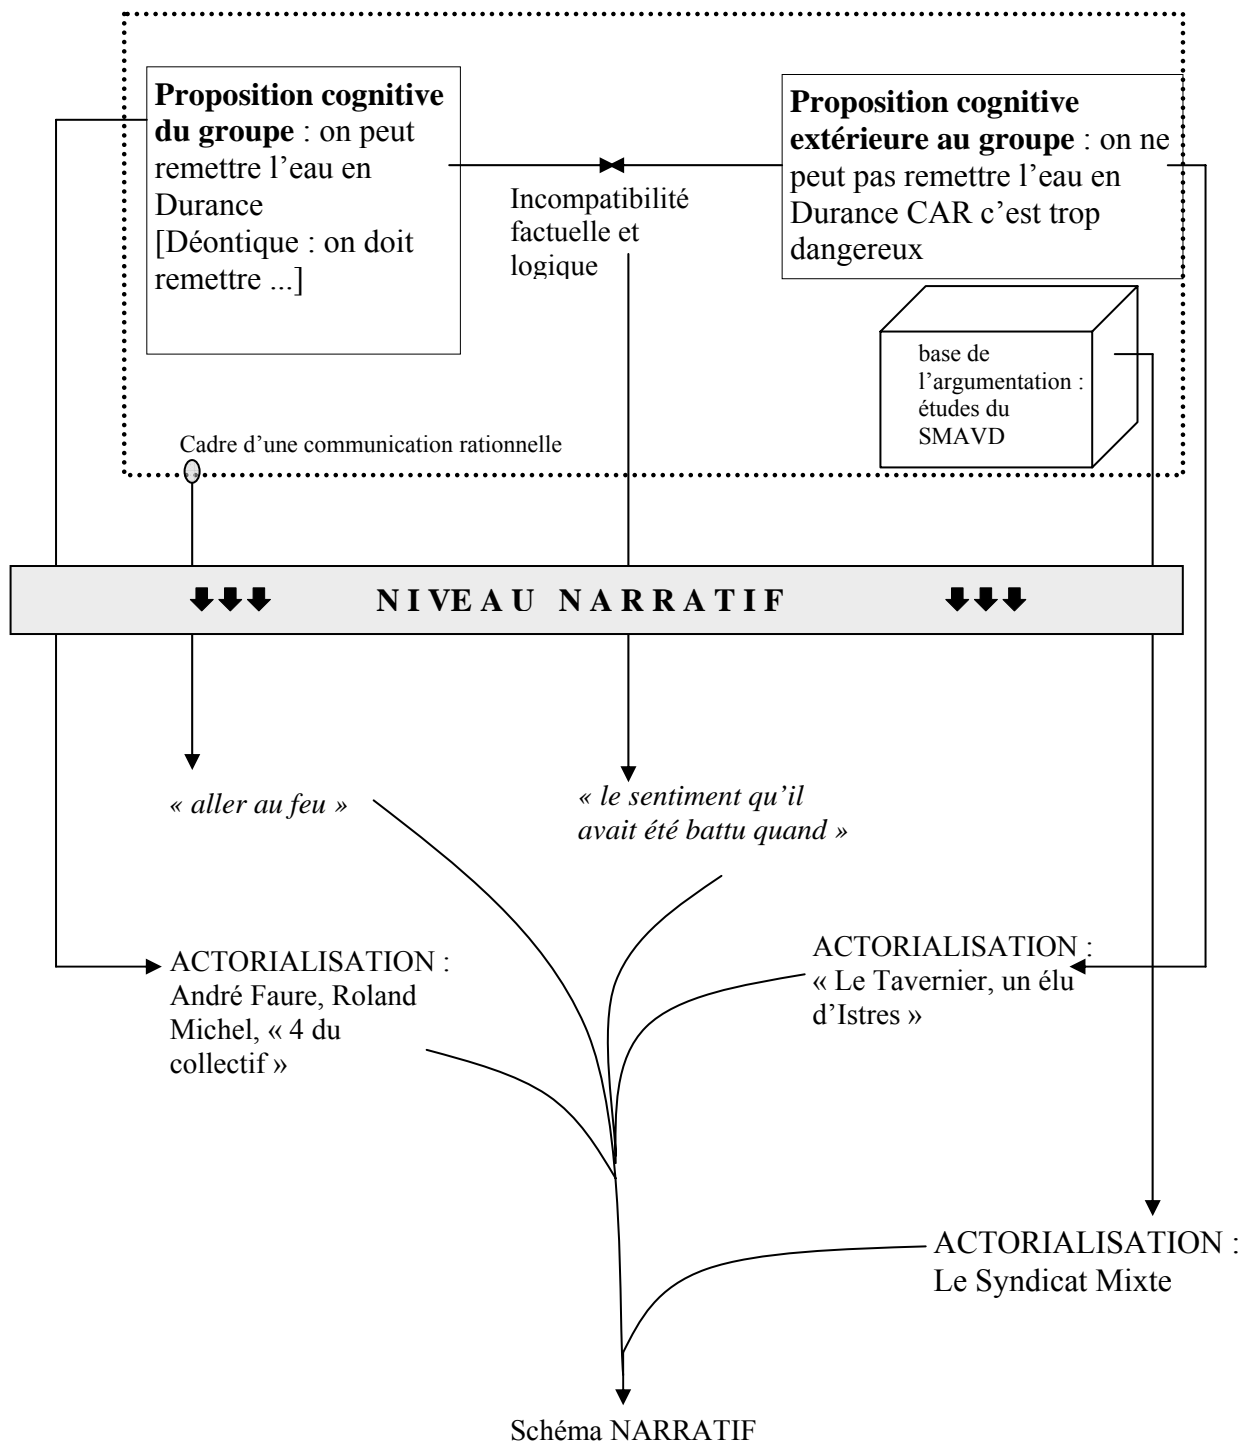 Proposition cognitive
du groupe : on peut
remettre l’eau en
Durance
[Déontique : on doit
remettre ...]
Incompatibilité
factuelle et
logique
Proposition cognitive
extérieure au groupe : on ne
peut pas remettre l’eau en
Durance CAR c’est trop
dangereux
base de
l’argumentation :
études du
SMAVD
Cadre d’une communication rationnelle
NIVEAU NARRATIF
« aller au feu »
« le sentiment qu’il
avait été battu quand »
ACTORIALISATION :
André Faure, Roland
Michel, « 4 du
collectif »
ACTORIALISATION :
« Le Tavernier, un élu
d’Istres »
ACTORIALISATION :
Le Syndicat Mixte
Schéma NARRATIF